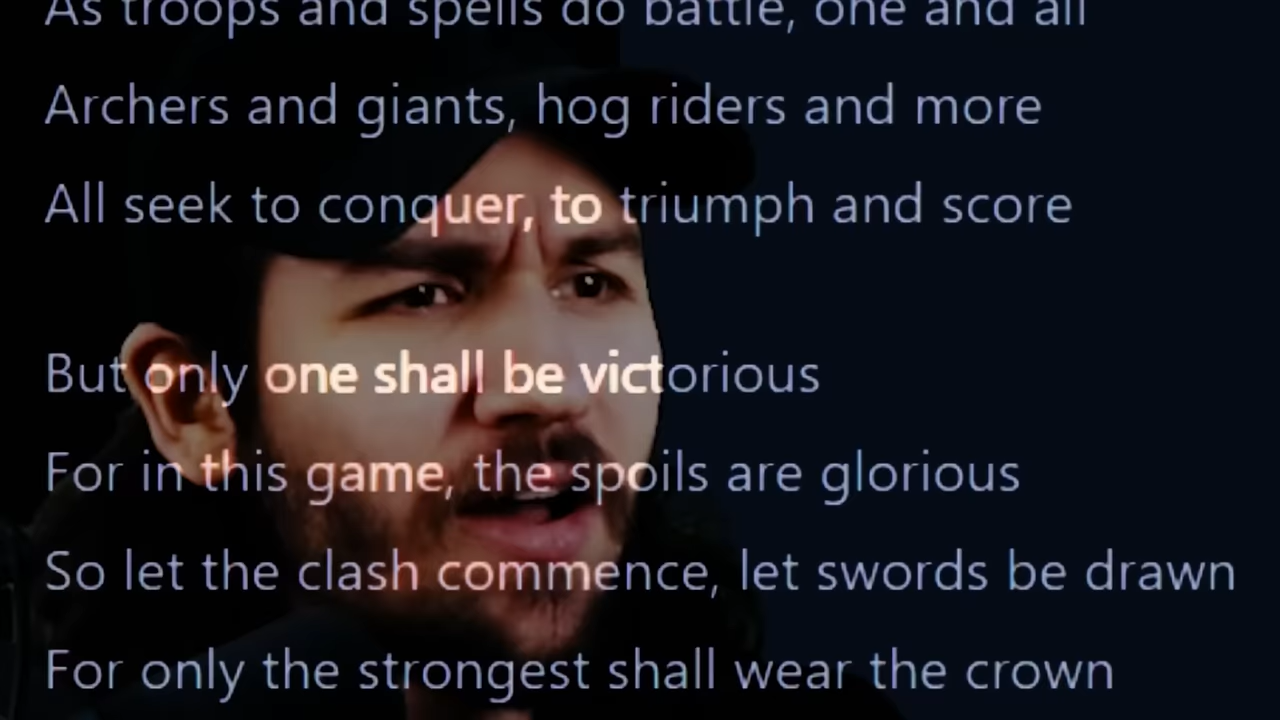 As troops and spells do battle, one and all
Archers and giants, hog riders and more
All seek to conquer, to triumph and score
But only one shall be victorious
For in this game, the spoils are glorious
So let the clash commence, let swords be drawn
For only the strongest shall wear the crown